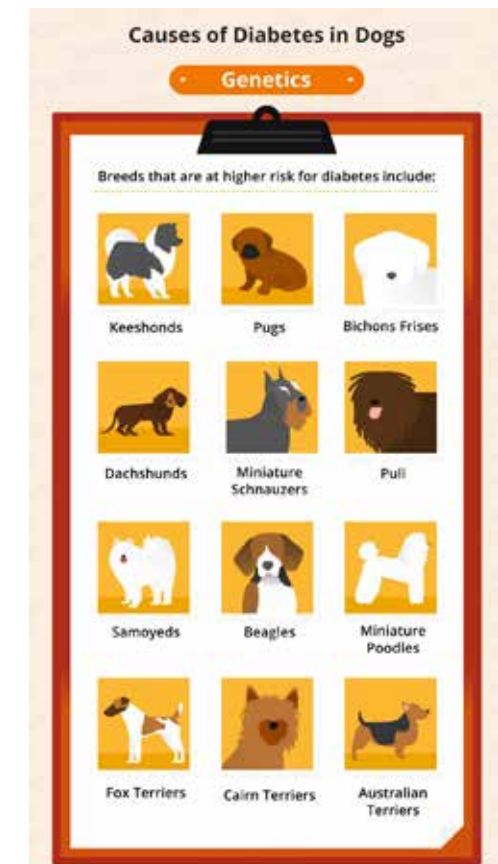 Causes of Diabetes in Dogs
Genetics
Breeds that are at higher risk for diabetes include:
Keeshonds
Pugs
Bichons Frises
Dachshunds
Miniature
Schnauzers
Puli
Samoyeds
Beagles
Miniature
Poodles
Fox Terriers
Cairn Terriers
Australian
Terriers